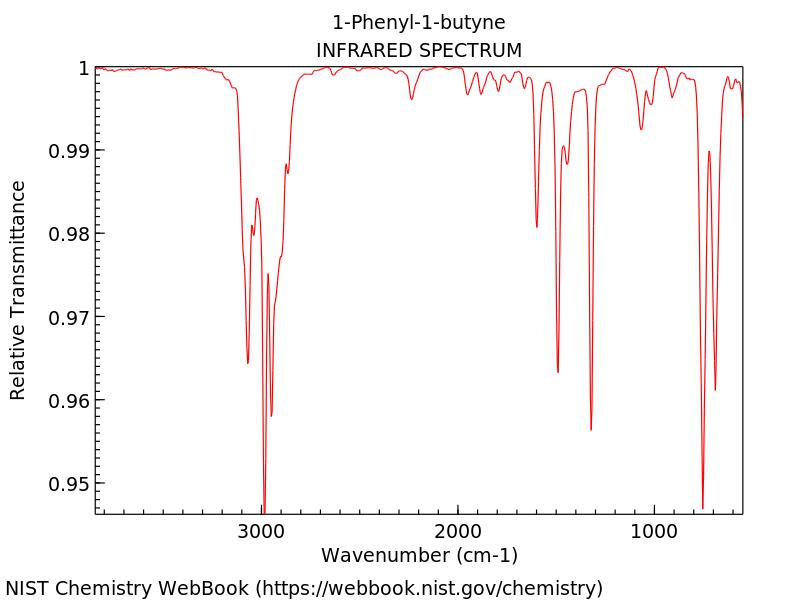 1-Phenyl-1-butyne
INFRARED SPECTRUM
1
0.99
0.98
0.97
0.96
0.95
Relative Transmittance
3000 2000 1000
Wavenumber (cm-1)
NIST Chemistry WebBook (https://webbook.nist.gov/chemistry)